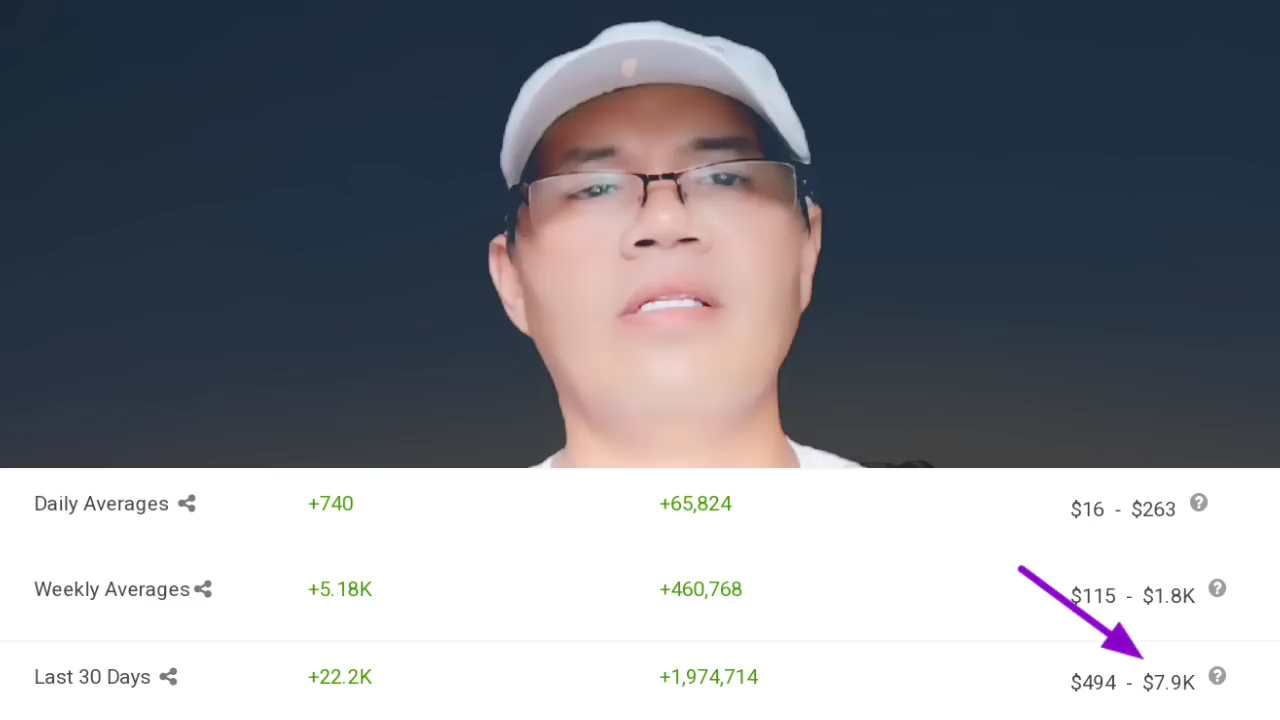 Daily Averages +740 +65,824 $16 - $263 ?
Weekly Averages +5.18K +460,768 $115 - $1.8K ?
Last 30 Days +22.2K +1,974,714 $494 - $7.9K ?